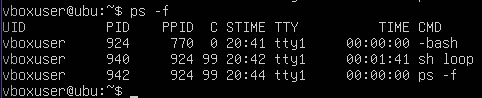 vboxuser@ubu:~$ ps -f
UID          PID    PPID  C STIME TTY          TIME CMD
vboxuser     924     770  0 20:41 tty1     00:00:00 -bash
vboxuser     940     924 99 20:42 tty1     00:01:41 sh loop
vboxuser     942     924 99 20:44 tty1     00:00:00 ps -f
vboxuser@ubu:~$ _